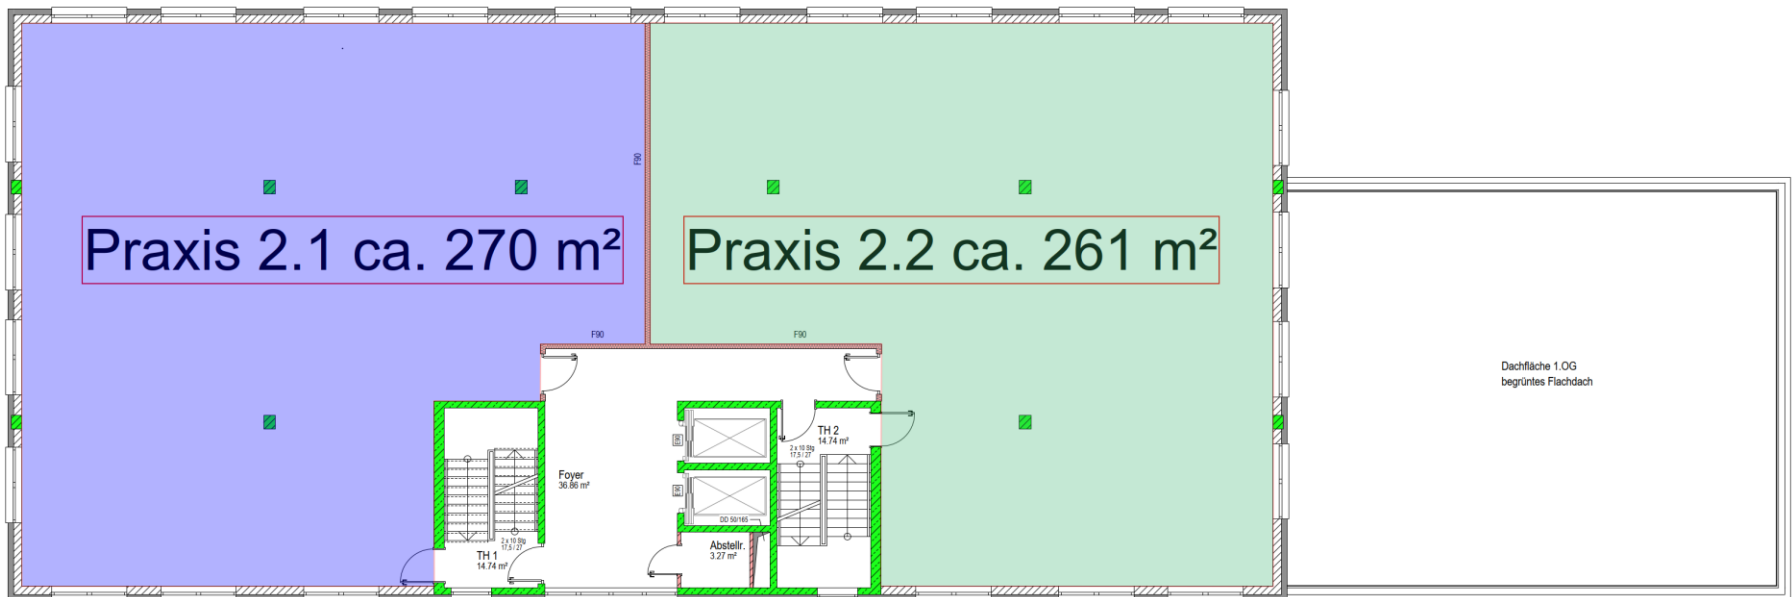 F90
Praxis 2.1 ca. 270 m²
Praxis 2.2 ca. 261 m²
F90
F90
Dachfläche 1.OG
begrüntes Flachdach
TH 2
14.74 m²
2 x 10 Stg
17,5 / 27
Foyer
36.86 m²
DD 50/165
2 x 10 Stg
17,5 / 27
TH 1
14.74 m²
Abstellr.
3.27 m²